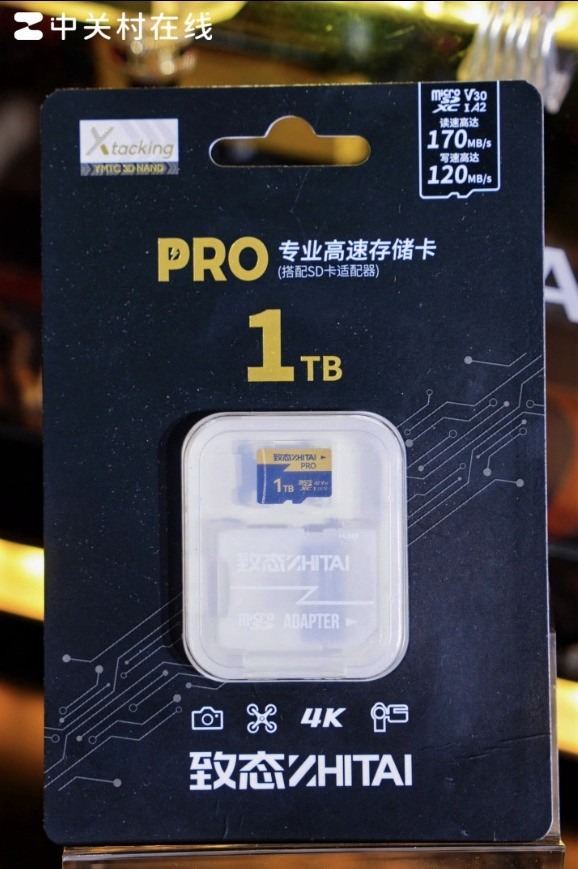 中关村在线
Xtacking
YMTC 3D NAND
micro SD XC V30 I A2
读速高达
170MB/s
写速高达
120MB/s
PRO 专业高速存储卡
(搭配SD卡适配器)
1TB
致态ZHITAI
PRO
1TB
致态ZHITAI
micro ADAPTER
4K
致态ZHITAI